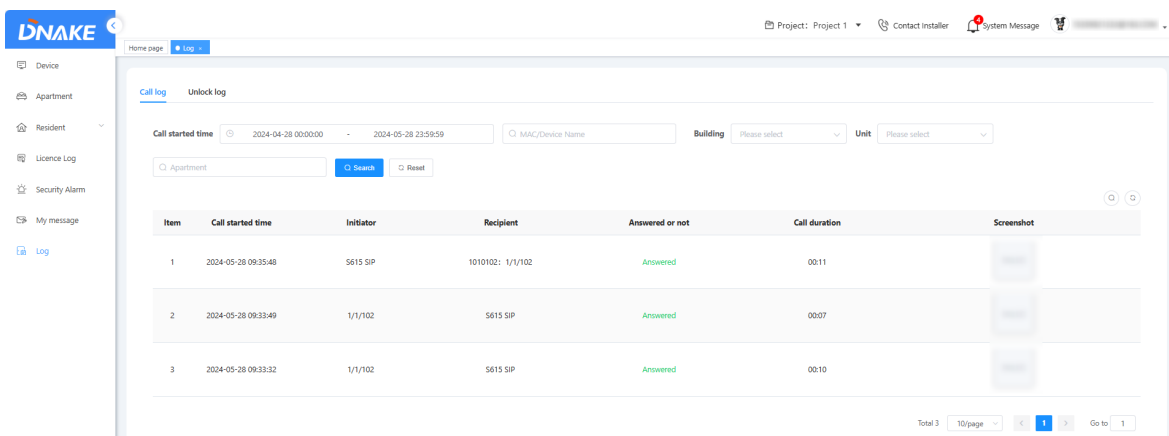 DNAKE
Project: Project 1
Contact Installer
4
System Message
Home page
Log ×
Device
Apartment
Resident
Licence Log
Security Alarm
My message
Log
Call log Unlock log
Call started time 2024-04-28 00:00:00 - 2024-05-28 23:59:59 MAC/Device Name Building Please select Unit Please select
Apartment Search Reset
Item Call started time Initiator Recipient Answered or not Call duration Screenshot
1 2024-05-28 09:35:48 S615 SIP 1010102: 1/1/102 Answered 00:11
2 2024-05-28 09:33:49 1/1/102 S615 SIP Answered 00:07
3 2024-05-28 09:33:32 1/1/102 S615 SIP Answered 00:10
Total 3 10/page < 1 > Go to 1